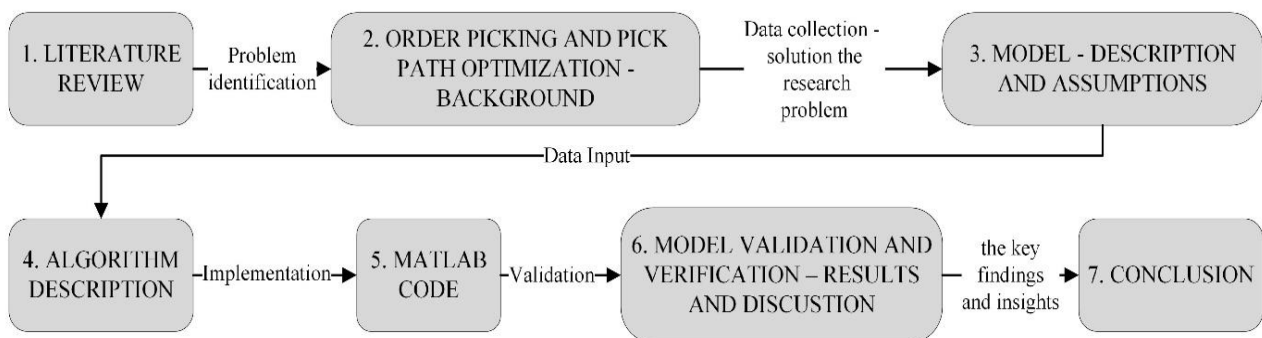 1. LITERATURE
REVIEW
Problem
identification
2. ORDER PICKING AND PICK
PATH OPTIMIZATION -
BACKGROUND
Data collection -
solution the
research
problem
3. MODEL - DESCRIPTION
AND ASSUMPTIONS
Data Input
4. ALGORITHM
DESCRIPTION
Implementation
5. MATLAB
CODE
Validation
6. MODEL VALIDATION AND
VERIFICATION – RESULTS
AND DISCUSTION
the key
findings
and insights
7. CONCLUSION